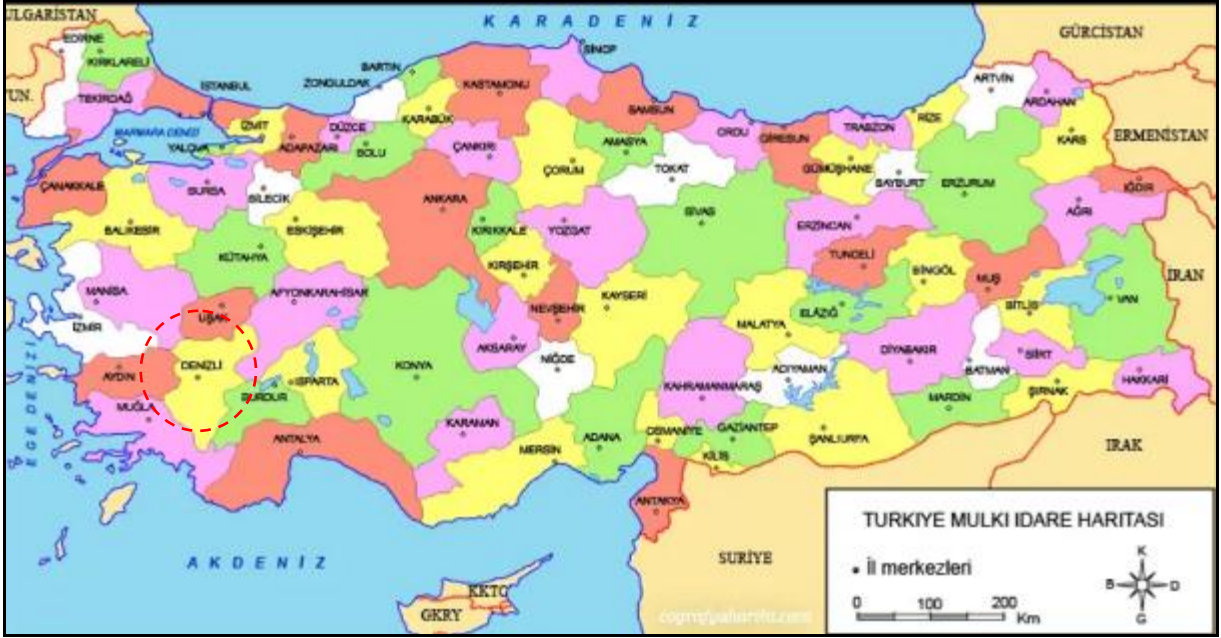 ULGARİSTAN
KARADENİZ
GÜRCİSTAN
EDİRNE
KIRKLARELİ
SİNOP
BARTIN
ZONGULDAK
KASTAMONU
ARTVİN
ARDAHAN
TUN.
TEKİRDAĞ
İSTANBUL
SAMSUN
KARABÜK
ORDU
GİRESUN
TRABZON
RİZE
KARS
ERMENİSTAN
MARMARA DENİZİ
İZMİT
DÜZCE
YALOVA
ADAPAZARI
BOLU
ÇANKIRI
ÇORUM
AMASYA
TOKAT
GÜMÜŞHANE
BAYBURT
ERZURUM
IĞDIR
ÇANAKKALE
BURSA
BİLECİK
ANKARA
AĞRI
BALIKESİR
ESKİŞEHİR
KIRIKKALE
YOZGAT
SİVAS
ERZİNCAN
KÜTAHYA
KIRŞEHİR
TUNCELİ
BİNGÖL
MUŞ
İRAN
MANİSA
AFYONKARAHİSAR
NEVŞEHİR
KAYSERİ
ELAZIĞ
BİTLİS
VAN
İZMİR
UŞAK
MALATYA
AKSARAY
NİĞDE
DİYABAKIR
SİİRT
BATMAN
AYDIN
DENİZLİ
ISPARTA
KONYA
ADIYAMAN
HAKKARİ
KAHRAMANMARAŞ
ŞIRNAK
MUĞLA
BURDUR
MARDİN
EGE DENİZİ
ANTALYA
KARAMAN
MERSİN
ADANA
OSMANİYE
GAZİANTEP
ŞANLIURFA
KİLİS
IRAK
ANTAKYA
AKDENİZ
SURİYE
KKTC
GKRY
cografyaharita.com
TURKIYE MULKI IDARE HARITASI
İl merkezleri
K
B D
G
0 100 200
Km